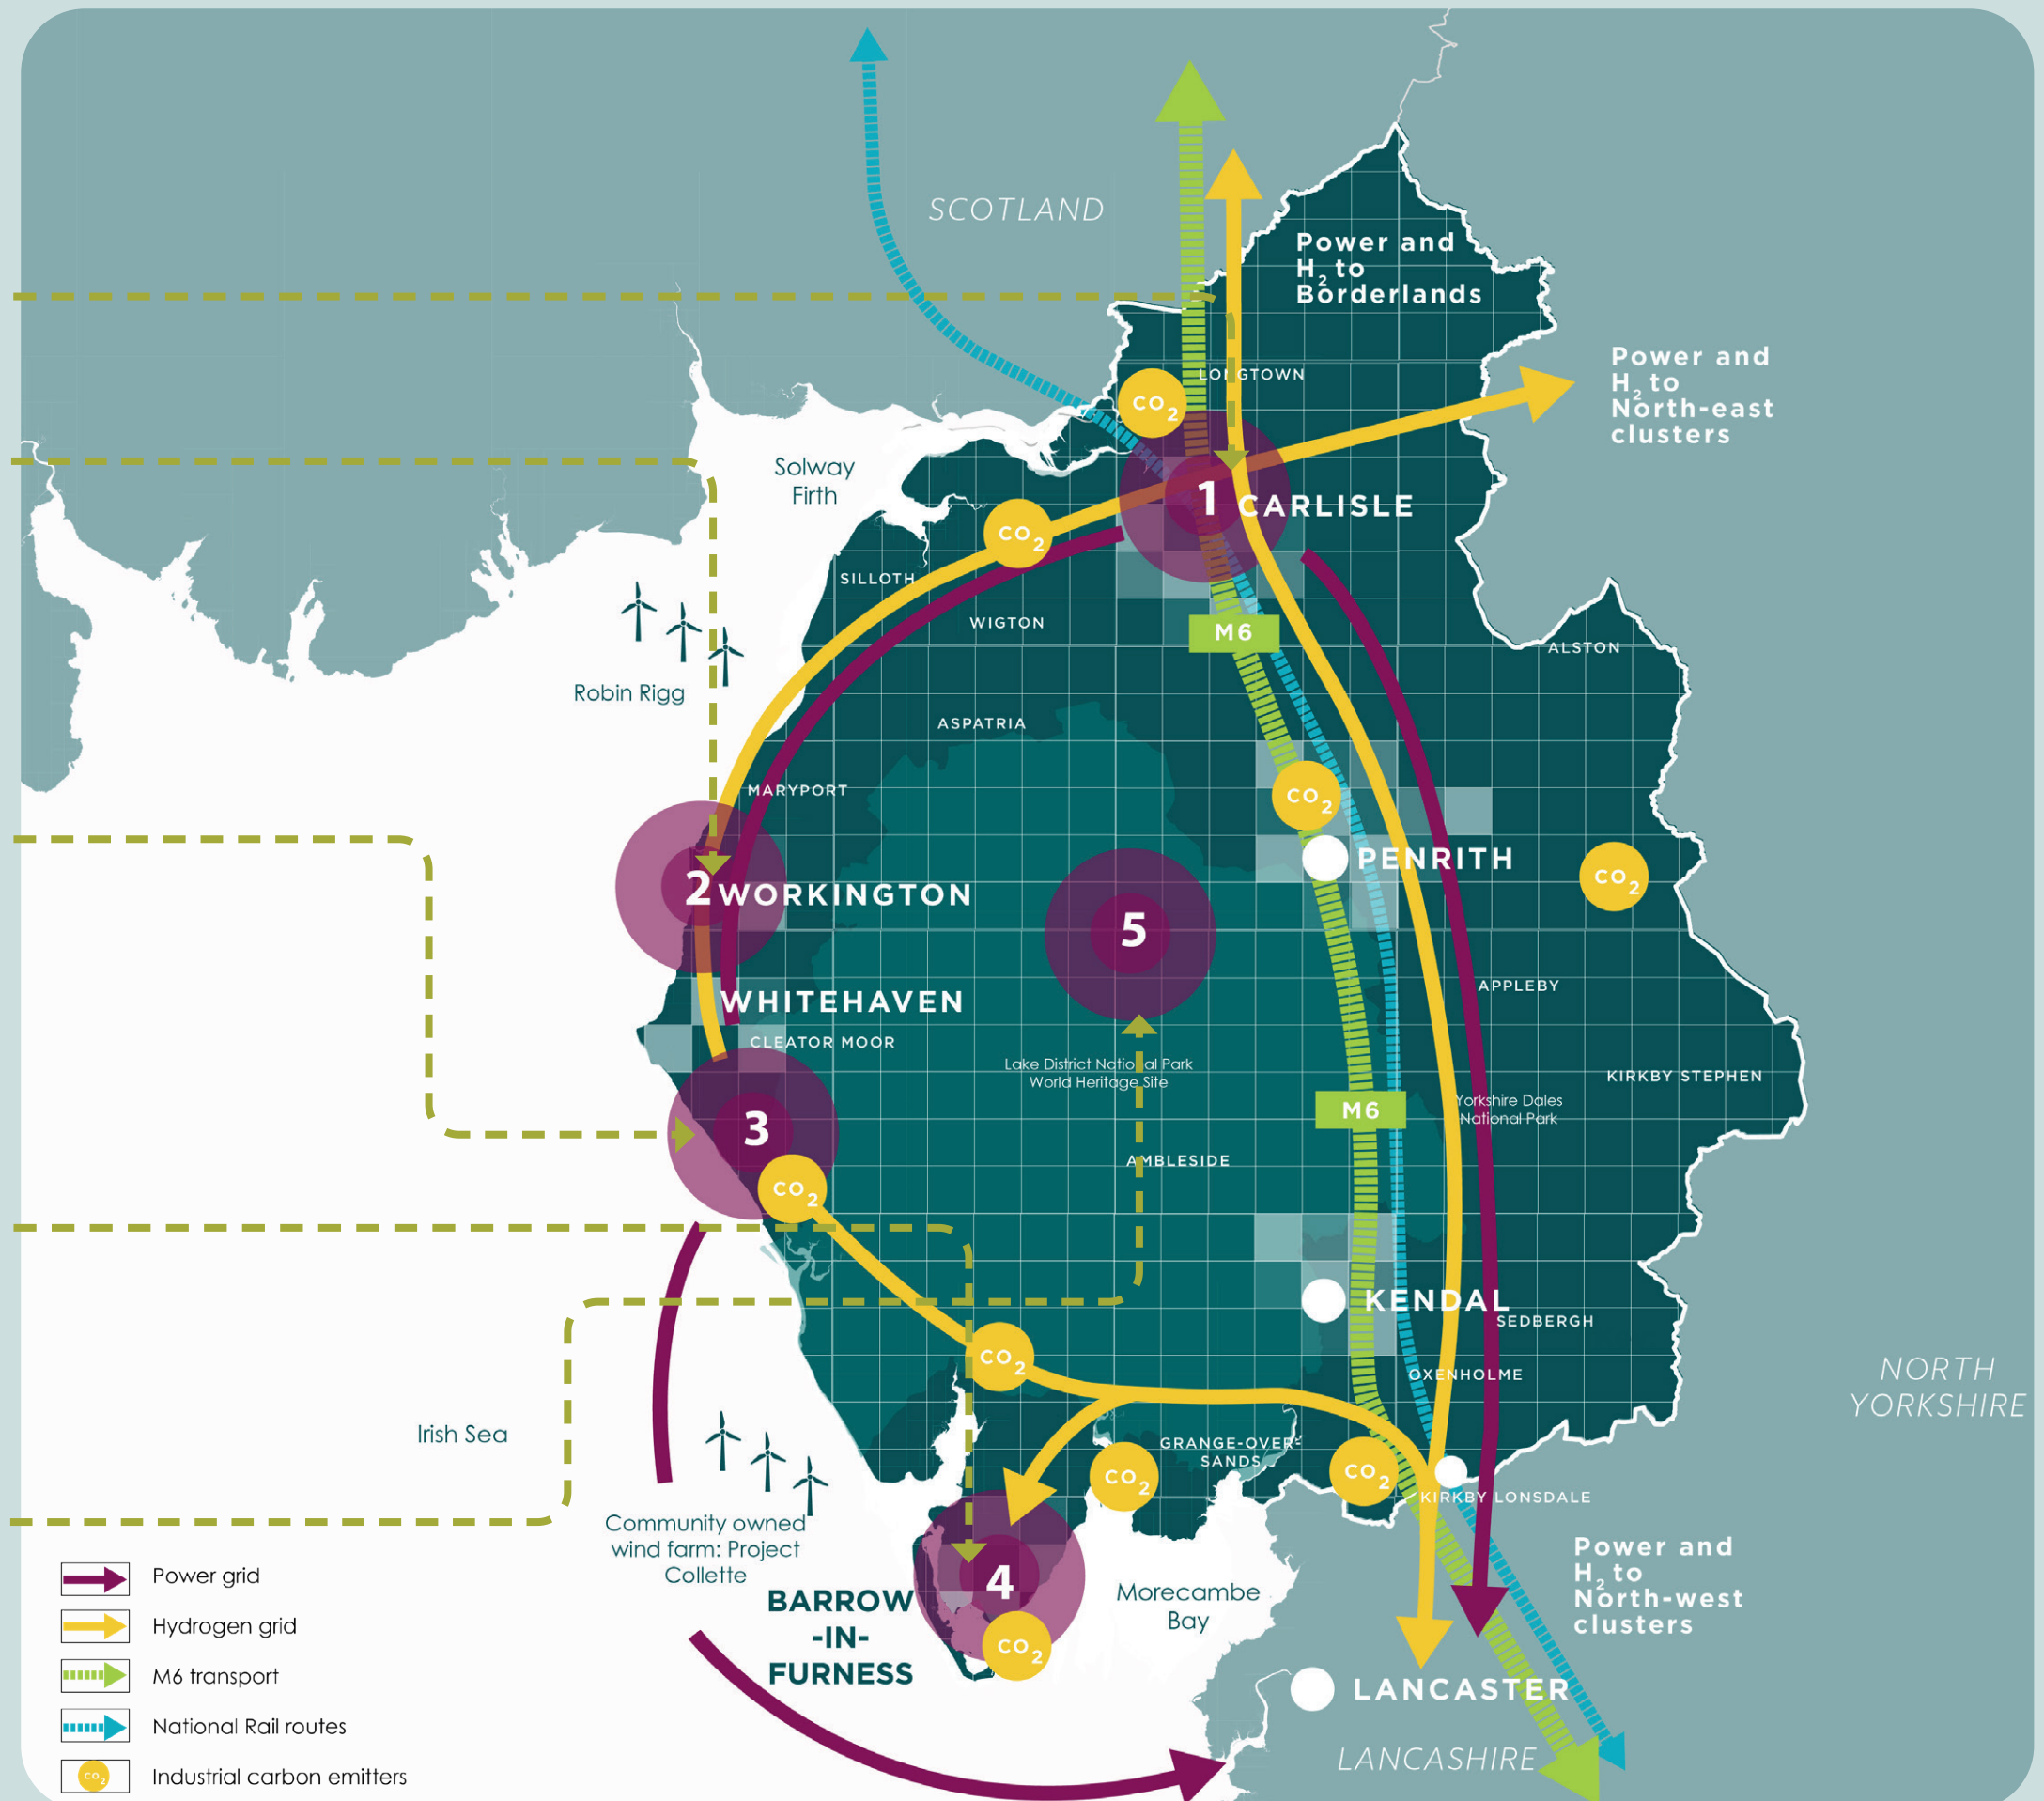 SCOTLAND
Power and
H2 to
Borderlands
Power and
H2 to
North-east
clusters
LONGTOWN
CO2
Solway
Firth
1 CARLISLE
CO2
SILLOTH
WIGTON
M6
ALSTON
Robin Rigg
ASPATRIA
MARYPORT
CO2
PENRITH
CO2
2 WORKINGTON
5
APPLEBY
WHITEHAVEN
CLEATOR MOOR
Lake District National Park
World Heritage Site
KIRKBY STEPHEN
Yorkshire Dales
National Park
M6
3
AMBLESIDE
CO2
KENDAL
SEDBERGH
CO2
OXENHOLME
NORTH
YORKSHIRE
Irish Sea
GRANGE-OVER-
SANDS
CO2
CO2
KIRKBY LONSDALE
Community owned
wind farm: Project
Collette
Power and
H2 to
North-west
clusters
4
BARROW
-IN-
FURNESS
CO2
Morecambe
Bay
LANCASTER
LANCASHIRE
Power grid
Hydrogen grid
M6 transport
National Rail routes
CO2 Industrial carbon emitters